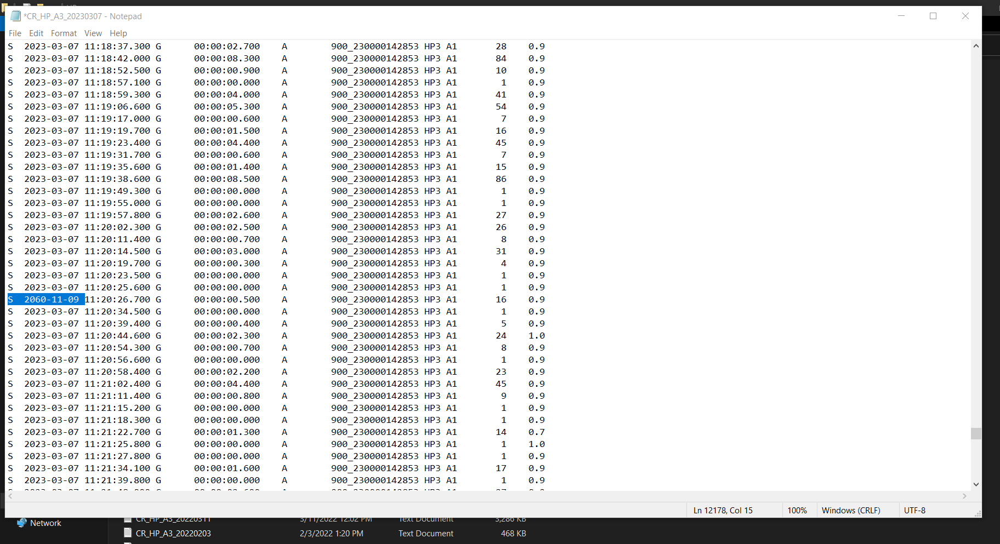 *CR_HP_A3_20230307 - Notepad
File Edit Format View Help
S 2023-03-07 11:18:37.300 G 00:00:02.700 A 900_230000142853 HP3 A1 28 0.9
S 2023-03-07 11:18:42.000 G 00:00:08.300 A 900_230000142853 HP3 A1 84 0.9
S 2023-03-07 11:18:52.500 G 00:00:00.900 A 900_230000142853 HP3 A1 10 0.9
S 2023-03-07 11:18:57.100 G 00:00:00.000 A 900_230000142853 HP3 A1 1 0.9
S 2023-03-07 11:18:59.300 G 00:00:04.000 A 900_230000142853 HP3 A1 41 0.9
S 2023-03-07 11:19:06.600 G 00:00:05.300 A 900_230000142853 HP3 A1 54 0.9
S 2023-03-07 11:19:17.000 G 00:00:00.600 A 900_230000142853 HP3 A1 7 0.9
S 2023-03-07 11:19:19.700 G 00:00:01.500 A 900_230000142853 HP3 A1 16 0.9
S 2023-03-07 11:19:23.400 G 00:00:04.400 A 900_230000142853 HP3 A1 45 0.9
S 2023-03-07 11:19:31.700 G 00:00:00.600 A 900_230000142853 HP3 A1 7 0.9
S 2023-03-07 11:19:35.600 G 00:00:01.400 A 900_230000142853 HP3 A1 15 0.9
S 2023-03-07 11:19:38.600 G 00:00:08.500 A 900_230000142853 HP3 A1 86 0.9
S 2023-03-07 11:19:49.300 G 00:00:00.000 A 900_230000142853 HP3 A1 1 0.9
S 2023-03-07 11:19:55.000 G 00:00:00.000 A 900_230000142853 HP3 A1 1 0.9
S 2023-03-07 11:19:57.800 G 00:00:02.600 A 900_230000142853 HP3 A1 27 0.9
S 2023-03-07 11:20:02.300 G 00:00:02.500 A 900_230000142853 HP3 A1 26 0.9
S 2023-03-07 11:20:11.400 G 00:00:00.700 A 900_230000142853 HP3 A1 8 0.9
S 2023-03-07 11:20:14.500 G 00:00:03.000 A 900_230000142853 HP3 A1 31 0.9
S 2023-03-07 11:20:19.700 G 00:00:00.300 A 900_230000142853 HP3 A1 4 0.9
S 2023-03-07 11:20:23.500 G 00:00:00.000 A 900_230000142853 HP3 A1 1 0.9
S 2023-03-07 11:20:25.600 G 00:00:00.000 A 900_230000142853 HP3 A1 1 0.9
S 2060-11-09 11:20:26.700 G 00:00:00.500 A 900_230000142853 HP3 A1 16 0.9
S 2023-03-07 11:20:34.500 G 00:00:00.000 A 900_230000142853 HP3 A1 1 0.9
S 2023-03-07 11:20:39.400 G 00:00:00.400 A 900_230000142853 HP3 A1 5 0.9
S 2023-03-07 11:20:44.600 G 00:00:02.300 A 900_230000142853 HP3 A1 24 1.0
S 2023-03-07 11:20:54.300 G 00:00:00.700 A 900_230000142853 HP3 A1 8 0.9
S 2023-03-07 11:20:56.600 G 00:00:00.000 A 900_230000142853 HP3 A1 1 0.9
S 2023-03-07 11:20:58.400 G 00:00:02.200 A 900_230000142853 HP3 A1 23 0.9
S 2023-03-07 11:21:02.400 G 00:00:04.400 A 900_230000142853 HP3 A1 45 0.9
S 2023-03-07 11:21:11.400 G 00:00:00.800 A 900_230000142853 HP3 A1 9 0.9
S 2023-03-07 11:21:15.200 G 00:00:00.000 A 900_230000142853 HP3 A1 1 0.9
S 2023-03-07 11:21:18.300 G 00:00:00.000 A 900_230000142853 HP3 A1 1 0.9
S 2023-03-07 11:21:22.700 G 00:00:01.300 A 900_230000142853 HP3 A1 14 0.7
S 2023-03-07 11:21:25.800 G 00:00:00.000 A 900_230000142853 HP3 A1 1 1.0
S 2023-03-07 11:21:27.800 G 00:00:00.000 A 900_230000142853 HP3 A1 1 0.9
S 2023-03-07 11:21:34.100 G 00:00:01.600 A 900_230000142853 HP3 A1 17 0.9
S 2023-03-07 11:21:39.800 G 00:00:00.000 A 900_230000142853 HP3 A1 1 0.9
Ln 12178, Col 15 100% Windows (CRLF) UTF-8
CR_HP_A3_20220311 3/11/2022 12:02 PM Text Document 3,286 KB
Network
CR_HP_A3_20220203 2/3/2022 1:20 PM Text Document 468 KB